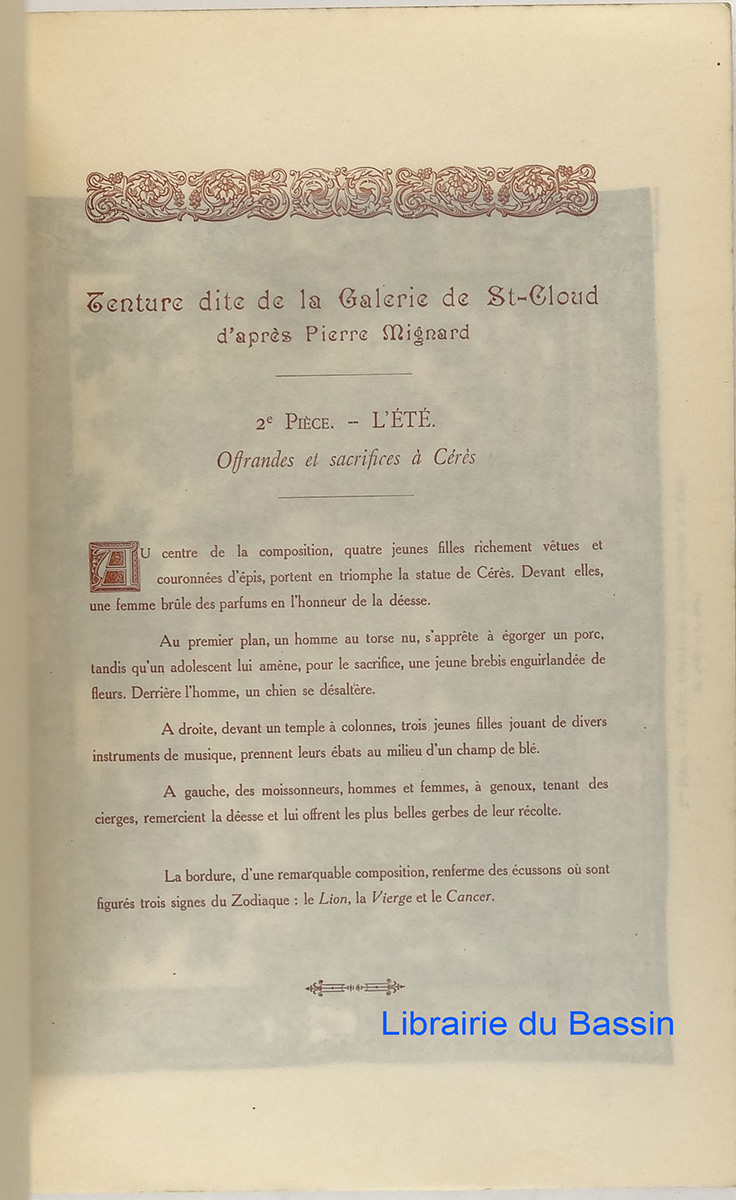 Tenture dite de la Galerie de St-Cloud
d'après Pierre Mignard
2e PIÈCE. -- L'ÉTÉ.
Offrandes et sacrifices à Cérès
AU centre de la composition, quatre jeunes filles richement vêtues et
couronnées d'épis, portent en triomphe la statue de Cérès. Devant elles,
une femme brûle des parfums en l'honneur de la déesse.
Au premier plan, un homme au torse nu, s'apprête à égorger un porc,
tandis qu'un adolescent lui amène, pour le sacrifice, une jeune brebis enguirlandée de
fleurs. Derrière l'homme, un chien se désaltère.
A droite, devant un temple à colonnes, trois jeunes filles jouant de divers
instruments de musique, prennent leurs ébats au milieu d'un champ de blé.
A gauche, des moissonneurs, hommes et femmes, à genoux, tenant des
cierges, remercient la déesse et lui offrent les plus belles gerbes de leur récolte.
La bordure, d'une remarquable composition, renferme des écussons où sont
figurés trois signes du Zodiaque : le Lion, la Vierge et le Cancer.
Librairie du Bassin